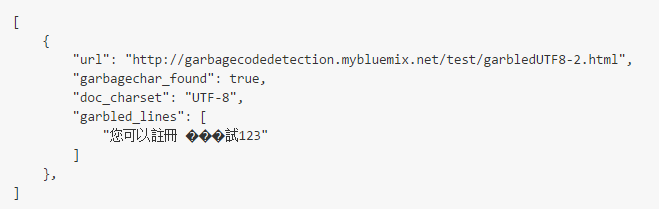 [
{
"url": "http://garbagecodedetection.mybluemix.net/test/garbledUTF8-2.html",
"garbagechar_found": true,
"doc_charset": "UTF-8",
"garbled_lines": [
"您可以註冊 ���試123"
]
},
]